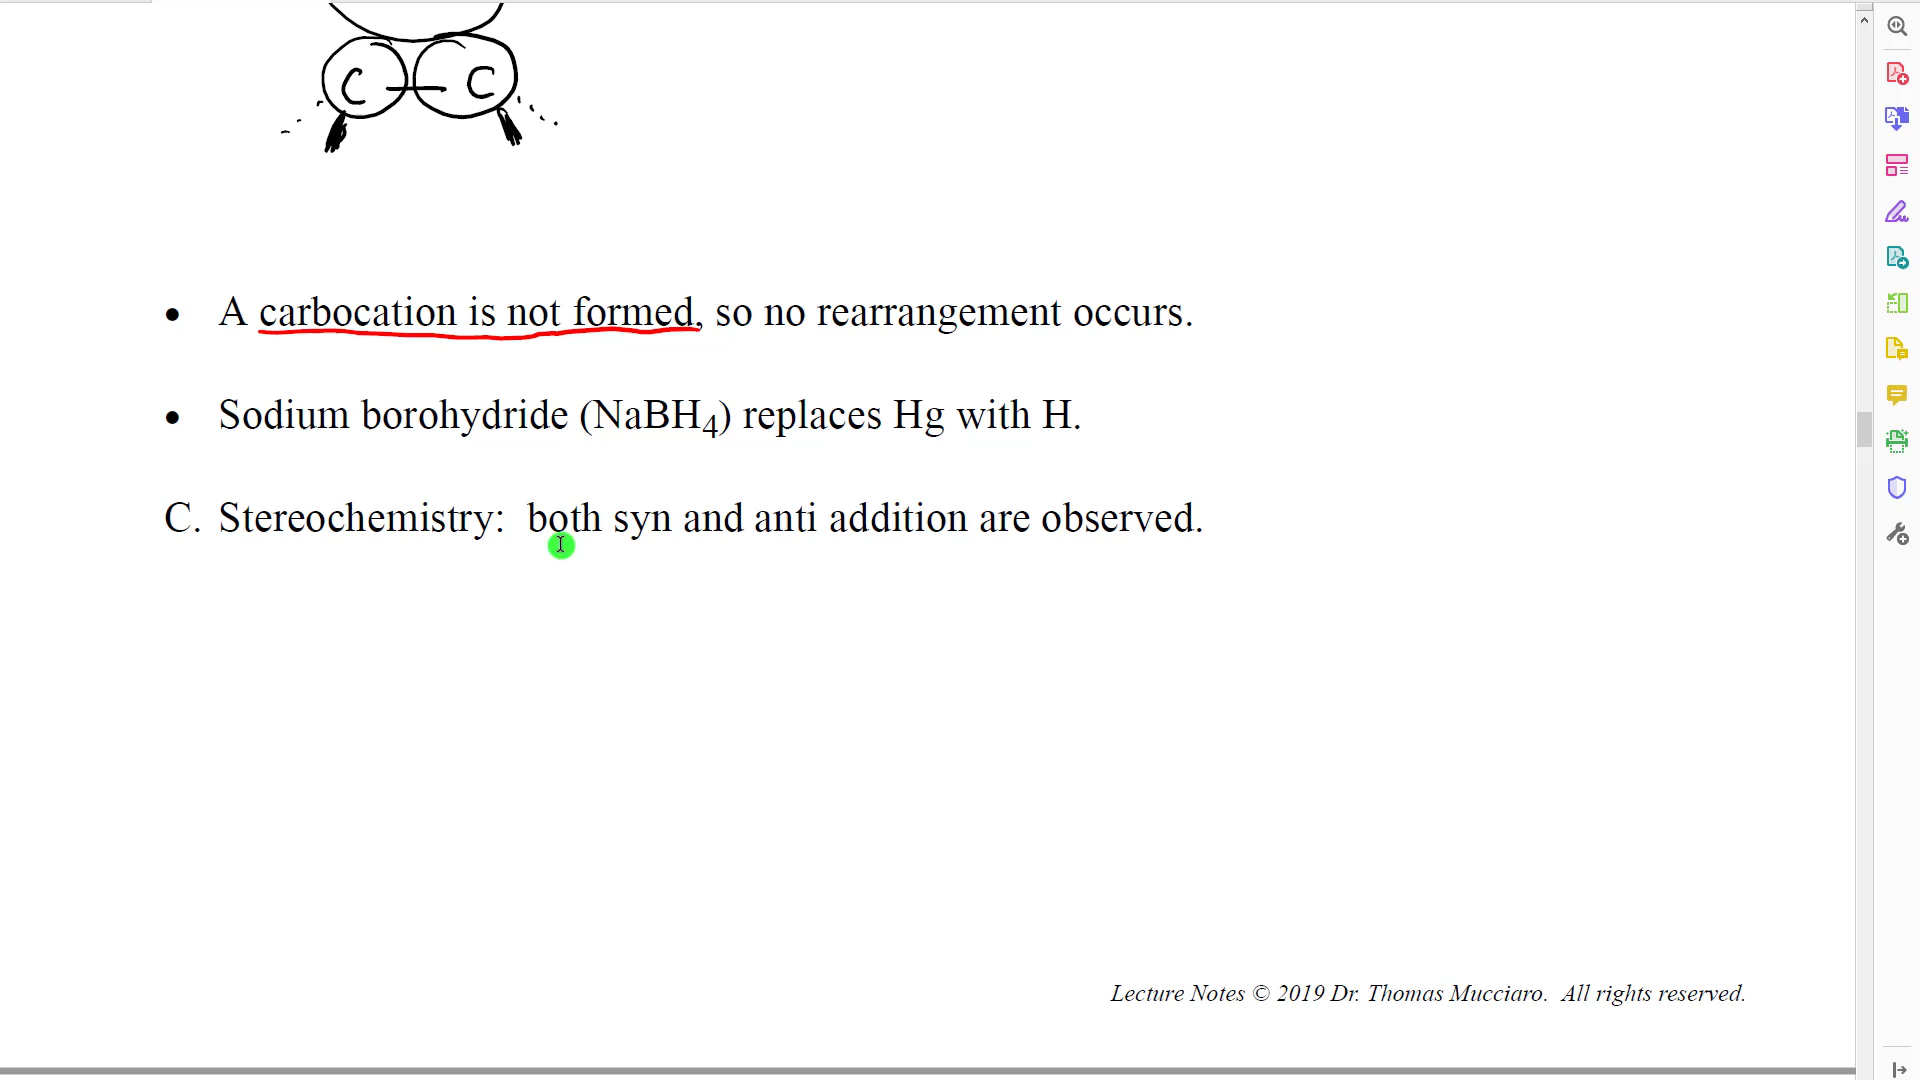 C — C
• A carbocation is not formed, so no rearrangement occurs.
• Sodium borohydride (NaBH4) replaces Hg with H.
C. Stereochemistry: both syn and anti addition are observed.
Lecture Notes © 2019 Dr. Thomas Mucciaro. All rights reserved.